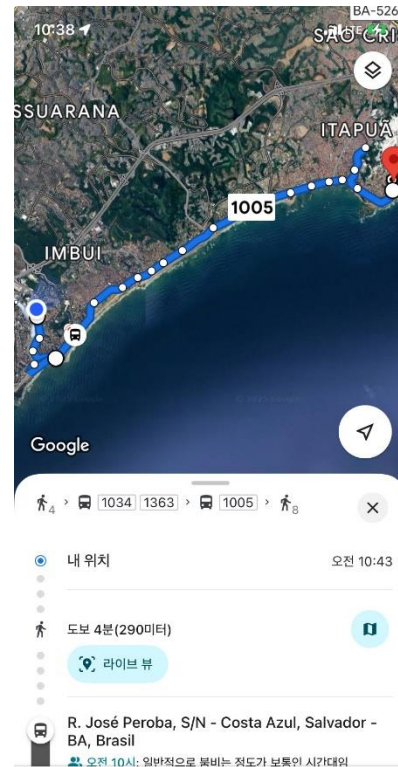 BA-526
10:38
LTE
SÃO CRI
SSUARANA
ITAPUÃ
1005
IMBUI
Google
4 > 1034 1363 > 1005 > 8
내 위치 오전 10:43
도보 4분(290미터)
라이브 뷰
R. José Peroba, S/N - Costa Azul, Salvador -
BA, Brasil
오전 10시: 일반적으로 붐비는 정도가 보통인 시간대임